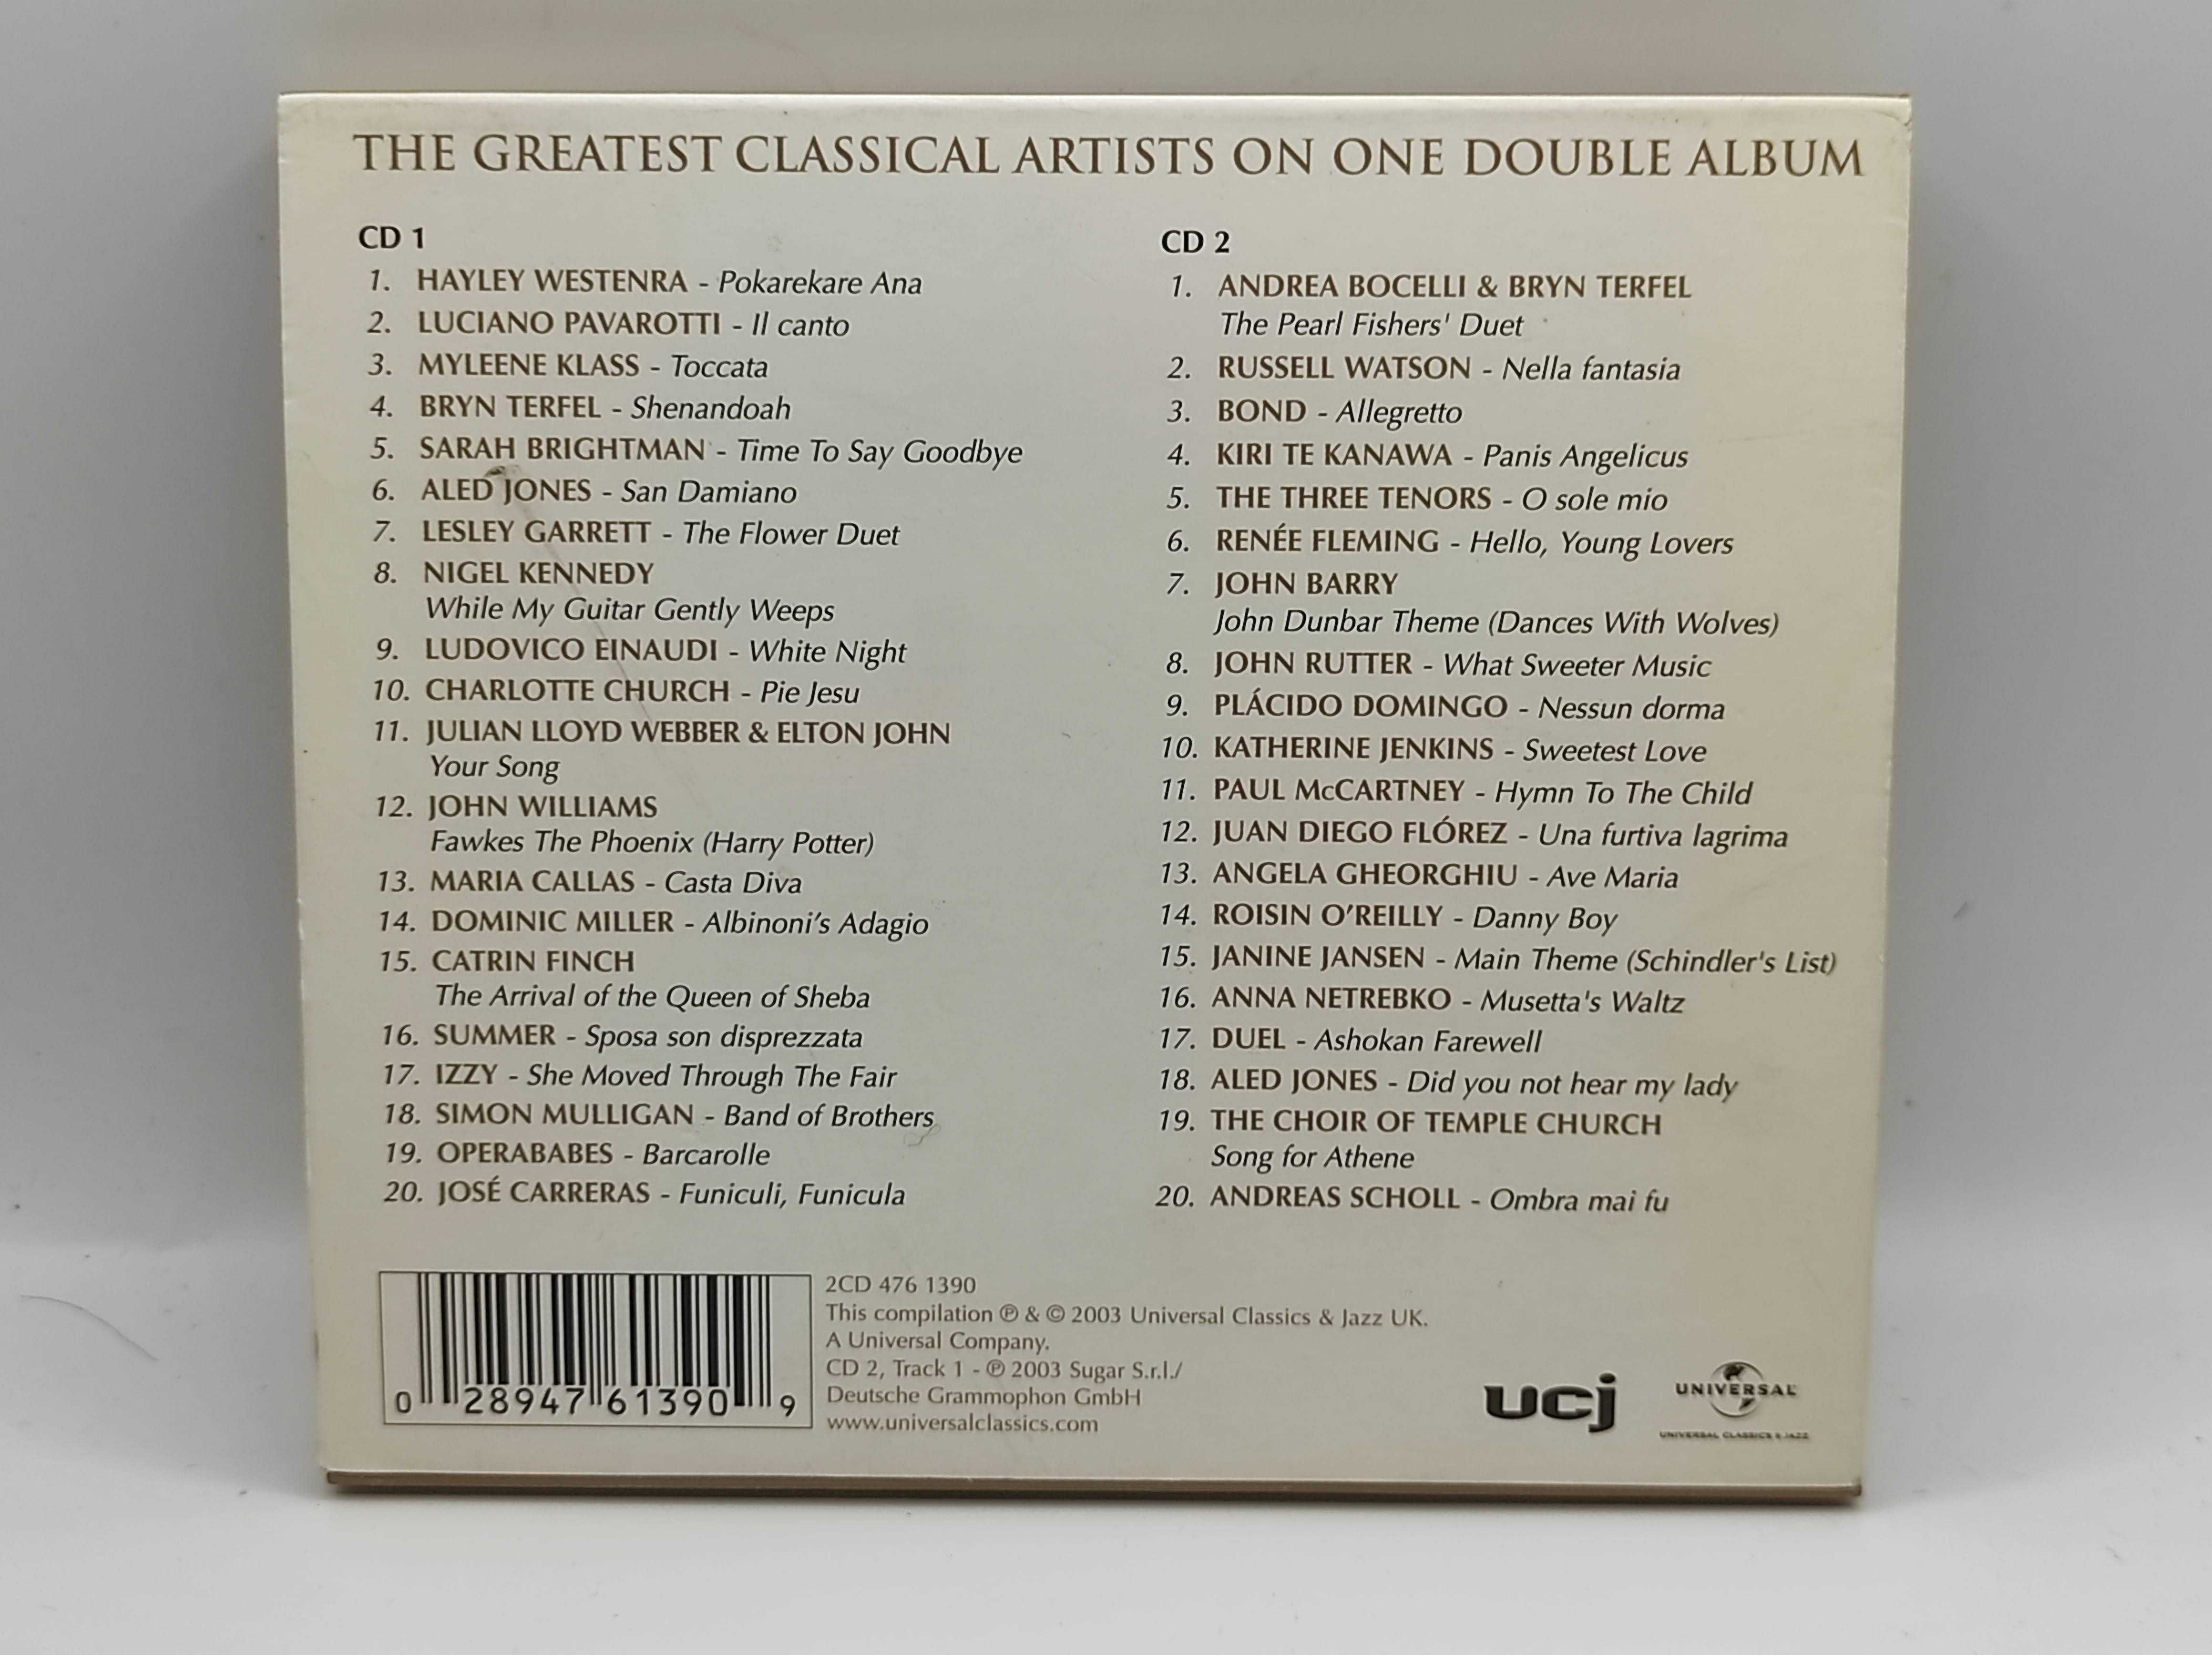 THE GREATEST CLASSICAL ARTISTS ON ONE DOUBLE ALBUM
CD 1
1. HAYLEY WESTENRA - Pokarekare Ana
2. LUCIANO PAVAROTTI - Il canto
3. MYLEENE KLASS - Toccata
4. BRYN TERFEL - Shenandoah
5. SARAH BRIGHTMAN - Time To Say Goodbye
6. ALED JONES - San Damiano
7. LESLEY GARRETT - The Flower Duet
8. NIGEL KENNEDY
While My Guitar Gently Weeps
9. LUDOVICO EINAUDI - White Night
10. CHARLOTTE CHURCH - Pie Jesu
11. JULIAN LLOYD WEBBER & ELTON JOHN
Your Song
12. JOHN WILLIAMS
Fawkes The Phoenix (Harry Potter)
13. MARIA CALLAS - Casta Diva
14. DOMINIC MILLER - Albinoni's Adagio
15. CATRIN FINCH
The Arrival of the Queen of Sheba
16. SUMMER - Sposa son disprezzata
17. IZZY - She Moved Through The Fair
18. SIMON MULLIGAN - Band of Brothers
19. OPERABABES - Barcarolle
20. JOSÉ CARRERAS - Funiculi, Funicula
CD 2
1. ANDREA BOCELLI & BRYN TERFEL
The Pearl Fishers' Duet
2. RUSSELL WATSON - Nella fantasia
3. BOND - Allegretto
4. KIRI TE KANAWA - Panis Angelicus
5. THE THREE TENORS - O sole mio
6. RENÉE FLEMING - Hello, Young Lovers
7. JOHN BARRY
John Dunbar Theme (Dances With Wolves)
8. JOHN RUTTER - What Sweeter Music
9. PLÁCIDO DOMINGO - Nessun dorma
10. KATHERINE JENKINS - Sweetest Love
11. PAUL McCARTNEY - Hymn To The Child
12. JUAN DIEGO FLÓREZ - Una furtiva lagrima
13. ANGELA GHEORGHIU - Ave Maria
14. ROISIN O'REILLY - Danny Boy
15. JANINE JANSEN - Main Theme (Schindler's List)
16. ANNA NETREBKO - Musetta's Waltz
17. DUEL - Ashokan Farewell
18. ALED JONES - Did you not hear my lady
19. THE CHOIR OF TEMPLE CHURCH
Song for Athene
20. ANDREAS SCHOLL - Ombra mai fu
0 28947 61390 9
2CD 476 1390
This compilation ℗ & © 2003 Universal Classics & Jazz UK.
A Universal Company.
CD 2, Track 1 - ℗ 2003 Sugar S.r.l./
Deutsche Grammophon GmbH
www.universalclassics.com
ucj
UNIVERSAL
UNIVERSAL CLASSICS & JAZZ